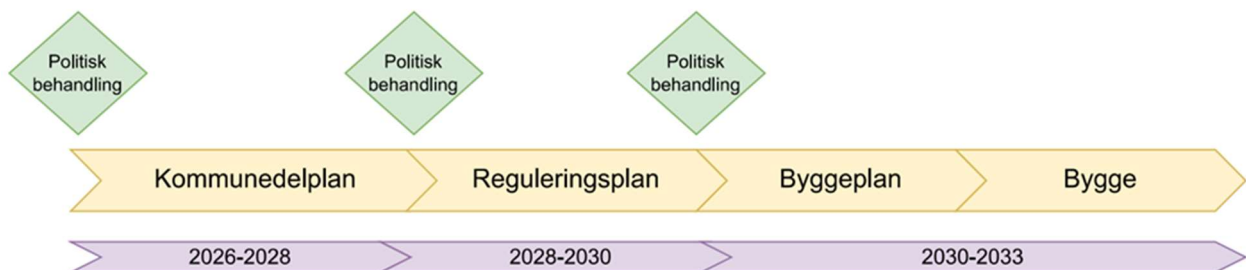 Politisk
behandling
Politisk
behandling
Politisk
behandling
Kommunedelplan
Reguleringsplan
Byggeplan
Bygge
2026-2028
2028-2030
2030-2033